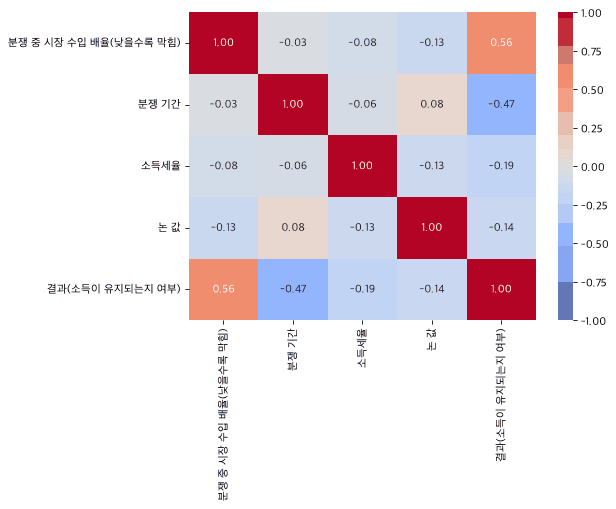 분쟁 중 시장 수입 배율(낮을수록 막힘)
1.00 -0.03 -0.08 -0.13 0.56
분쟁 기간
-0.03 1.00 -0.06 0.08 -0.47
소득세율
-0.08 -0.06 1.00 -0.13 -0.19
논 값
-0.13 0.08 -0.13 1.00 -0.14
결과(소득이 유지되는지 여부)
0.56 -0.47 -0.19 -0.14 1.00
분쟁 중 시장 수입 배율(낮을수록 막힘)
분쟁 기간
소득세율
논 값
결과(소득이 유지되는지 여부)
1.00
0.75
0.50
0.25
0.00
-0.25
-0.50
-0.75
-1.00